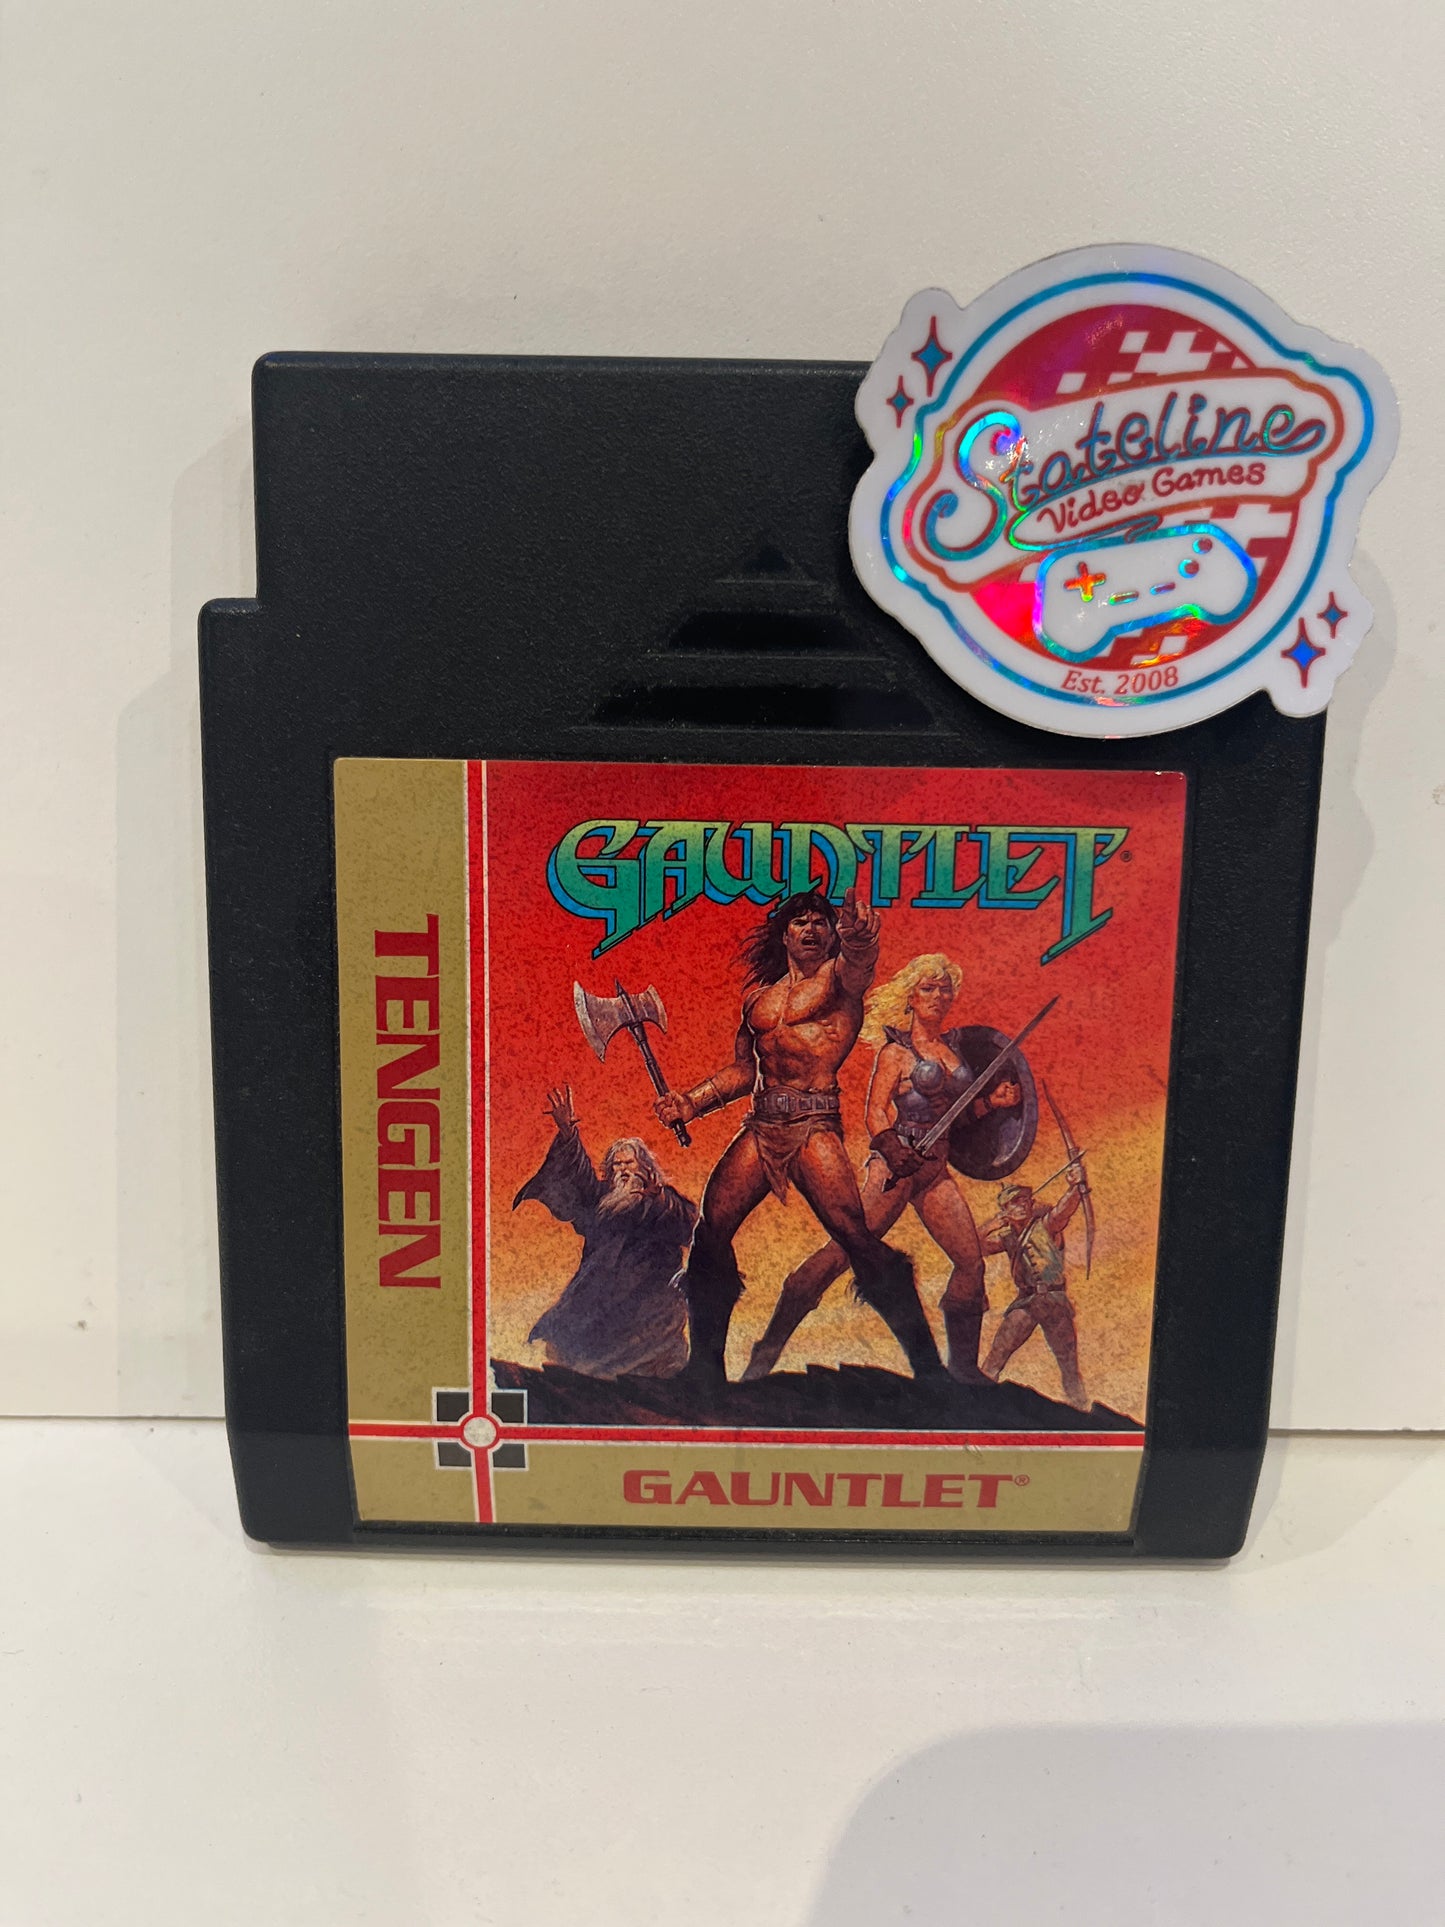 Stateline
Video Games
Est. 2008
GAUNTLET®
TENGEN
GAUNTLET®